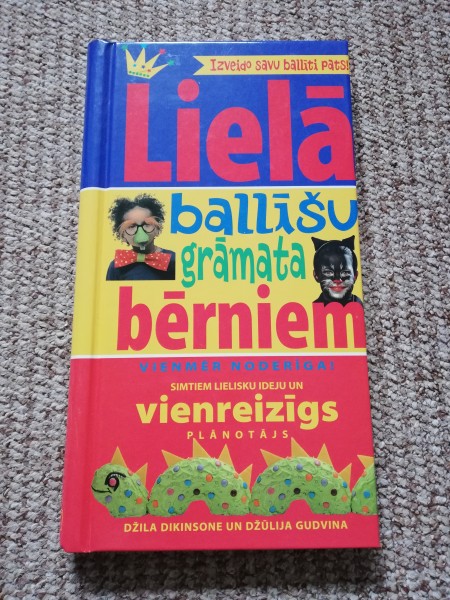 Izveido savu ballīti pats!
Lielā
ballīšu
grāmata
bērniem
VIENMĒR NODERĪGA!
SIMTIEM LIELISKU IDEJU UN
vienreizīgs
PLĀNOTĀJS
DŽILA DIKINSONE UN DŽŪLIJA GUDVINA